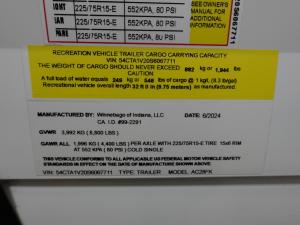 225/75R15-E 552KPA, 80 PSI
225/75R15-E 552KPA, 80 PSI
SEE OWNER'S
MANUAL FOR
ADDITIONAL
INFORMATION
RECREATION VEHICLE TRAILER CARGO CARRYING CAPACITY
VIN: 54CTA1V20S6067711
THE WEIGHT OF CARGO SHOULD NEVER EXCEED 882 kg or 1,944 lbs
CAUTION
A full load of water equals 249 kg or 548 lbs of cargo @ 1 kg/L (8.3 lb/gal)
Recreational vehicle overall length 32 ft (9.75 meters) as manufactured.
MANUFACTURED BY: Winnebago of Indiana, LLC DATE: 6/2024
CA. I.D. #99-2291
GVWR 3,992 KG ( 8,800 LBS )
GAWR ALL 1,996 KG ( 4,400 LBS ) PER AXLE WITH 225/75R15-E TIRE 15x6 RIM
AT 552 KPA ( 80 PSI ) COLD SINGLE
THIS VEHICLE CONFORMS TO ALL APPLICABLE US FEDERAL MOTOR VEHICLE SAFETY
STANDARDS IN EFFECT ON THE DATE OF MANUFACTURE SHOWN ABOVE.
VIN: 54CTA1V20S6067711 TYPE: TRAILER MODEL: AC28FK